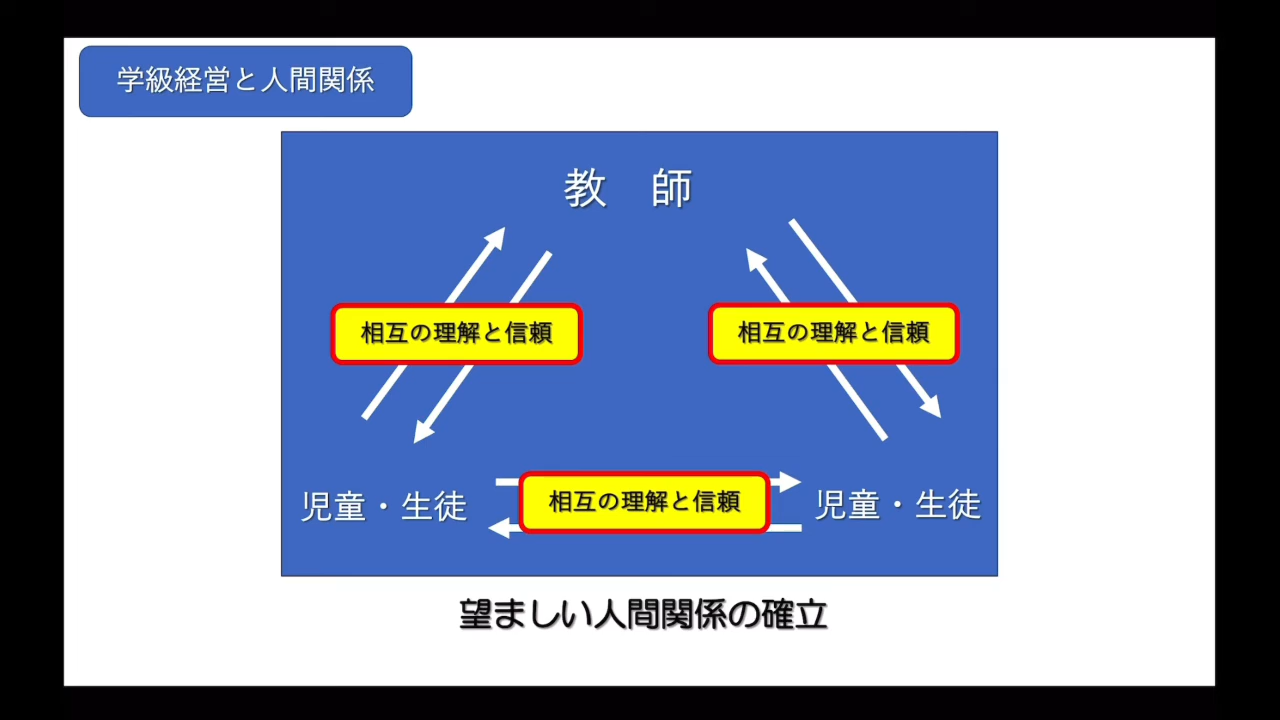 学級経営と人間関係
教　師
相互の理解と信頼
相互の理解と信頼
児童・生徒
相互の理解と信頼
児童・生徒
望ましい人間関係の確立